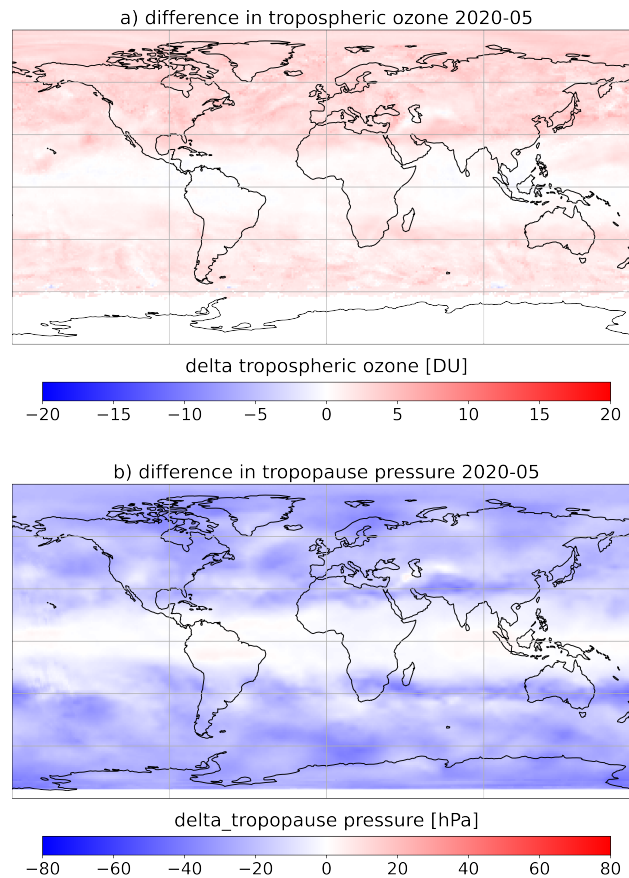 a) difference in tropospheric ozone 2020-05
delta tropospheric ozone [DU]
−20 −15 −10 −5 0 5 10 15 20
b) difference in tropopause pressure 2020-05
delta_tropopause pressure [hPa]
−80 −60 −40 −20 0 20 40 60 80